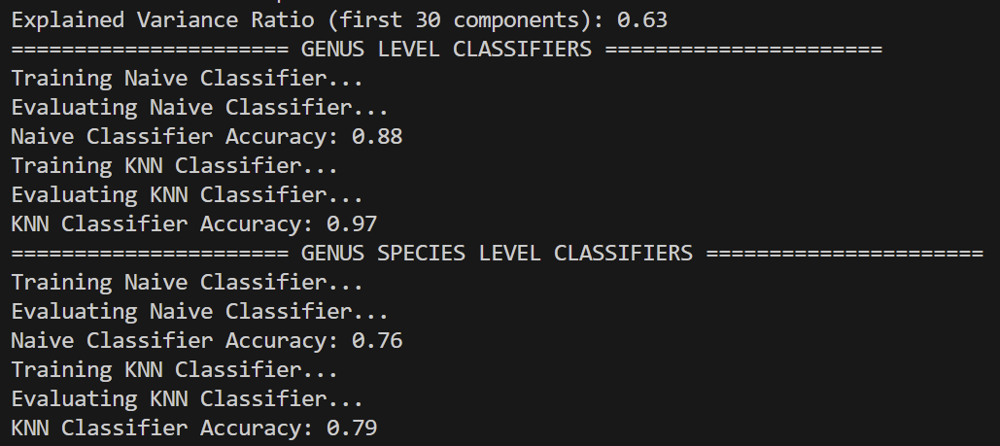 Explained Variance Ratio (first 30 components): 0.63
====================== GENUS LEVEL CLASSIFIERS ======================
Training Naive Classifier...
Evaluating Naive Classifier...
Naive Classifier Accuracy: 0.88
Training KNN Classifier...
Evaluating KNN Classifier...
KNN Classifier Accuracy: 0.97
====================== GENUS SPECIES LEVEL CLASSIFIERS ======================
Training Naive Classifier...
Evaluating Naive Classifier...
Naive Classifier Accuracy: 0.76
Training KNN Classifier...
Evaluating KNN Classifier...
KNN Classifier Accuracy: 0.79